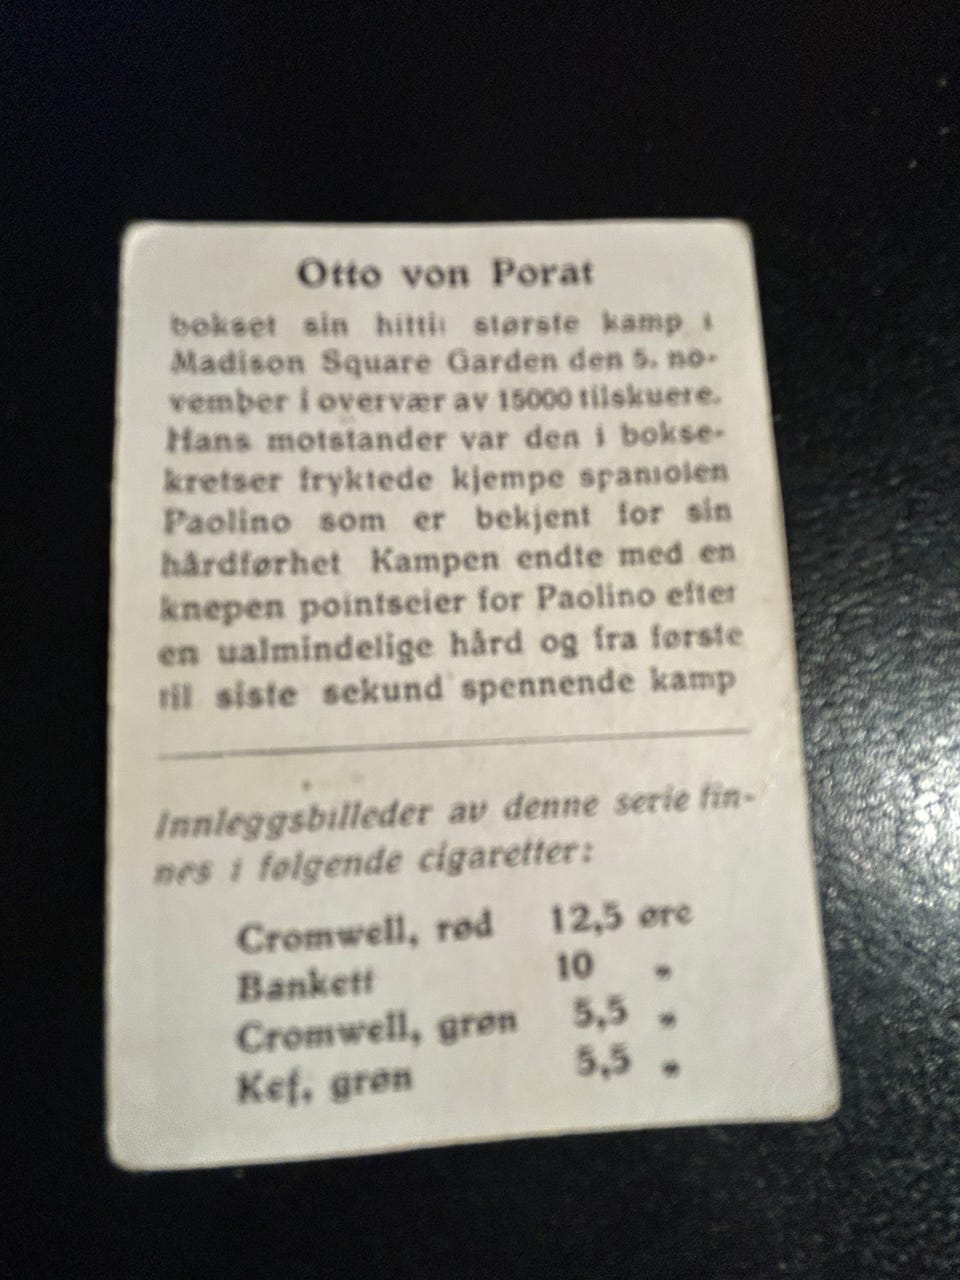 Otto von Porat
bokset sin hittil største kamp i
Madison Square Garden den 5. no-
vember i overvær av 15000 tilskuere.
Hans motstander var den i bokse-
kretser fryktede kjempe spaniolen
Paolino som er bekjent for sin
hårdførhet Kampen endte med en
knepen pointseier for Paolino efter
en ualmindelige hård og fra første
til siste sekund spennende kamp
Innleggsbilleder av denne serie fin-
nes i følgende cigaretter:
Cromwell, rød 12,5 øre
Bankett 10 „
Cromwell, grøn 5,5 „
Kef, grøn 5,5 „